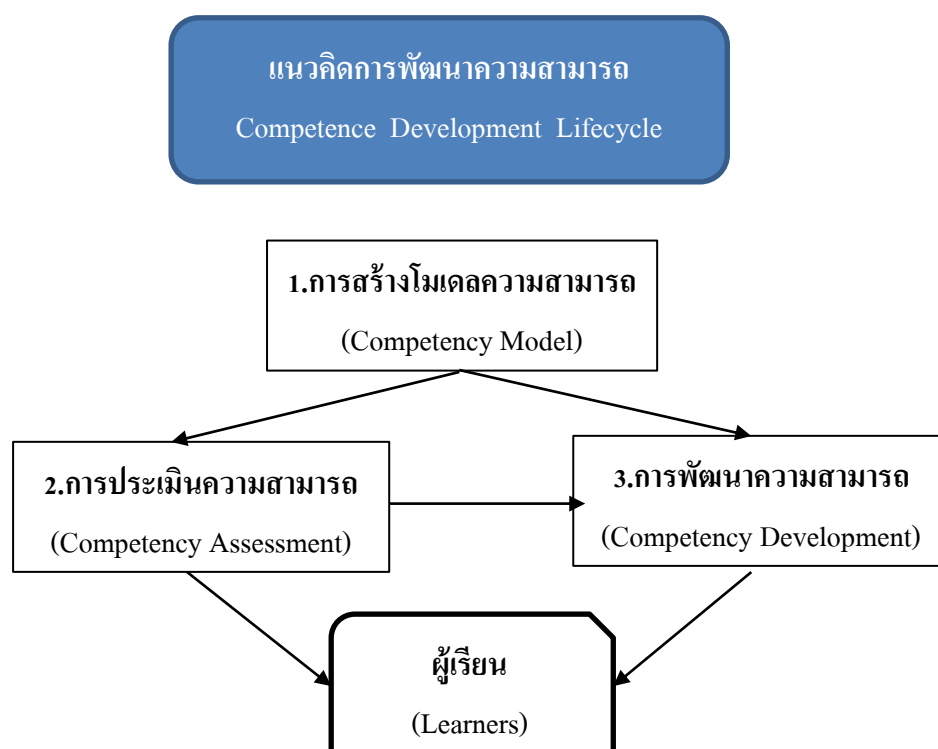 แนวคิดการพัฒนาความสามารถ
Competence Development Lifecycle
1.การสร้างโมเดลความสามารถ
(Competency Model)
2.การประเมินความสามารถ
(Competency Assessment)
3.การพัฒนาความสามารถ
(Competency Development)
ผู้เรียน
(Learners)